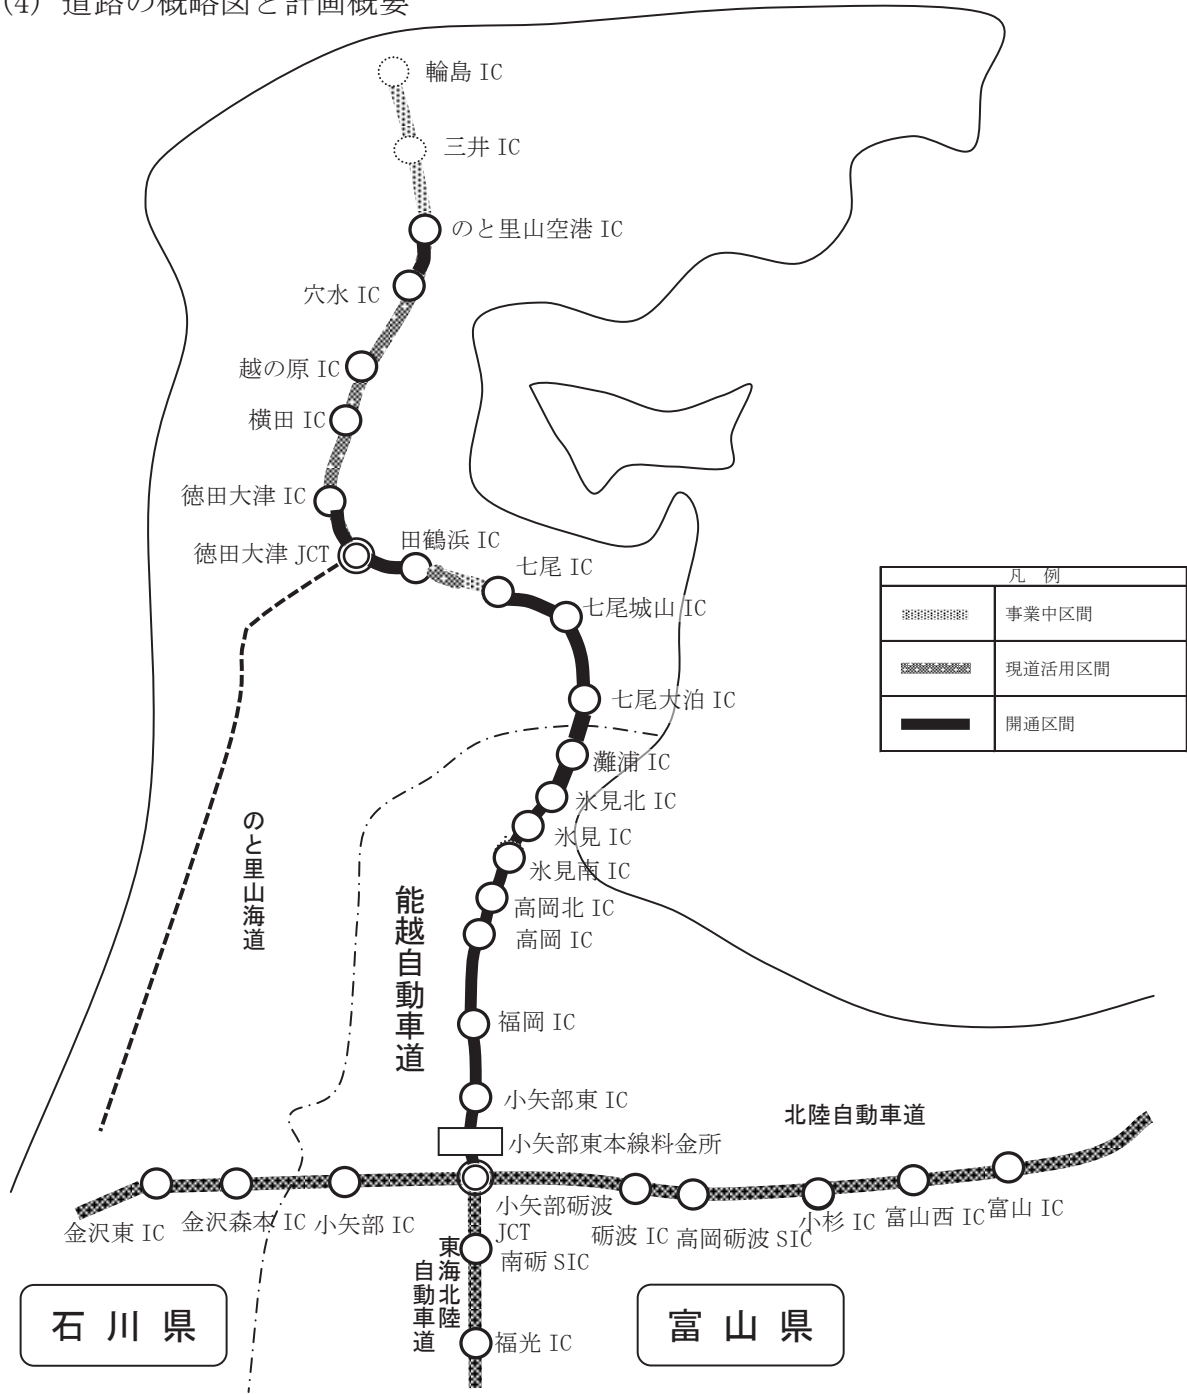 (4) 道路の概略図と計画概要
輪島 IC
三井 IC
のと里山空港 IC
穴水 IC
越の原 IC
横田 IC
徳田大津 IC
徳田大津 JCT
田鶴浜 IC
七尾 IC
七尾城山 IC
七尾大泊 IC
灘浦 IC
氷見北 IC
氷見 IC
氷見南 IC
高岡北 IC
高岡 IC
福岡 IC
小矢部東 IC
小矢部東本線料金所
凡 例
事業中区間
現道活用区間
開通区間
のと里山海道
能越自動車道
北陸自動車道
金沢東 IC
金沢森本 IC
小矢部 IC
小矢部砺波
JCT
砺波 IC
高岡砺波 SIC
小杉 IC
富山西 IC
富山 IC
南砺 SIC
東海北陸
自動車道
福光 IC
石川県
富山県